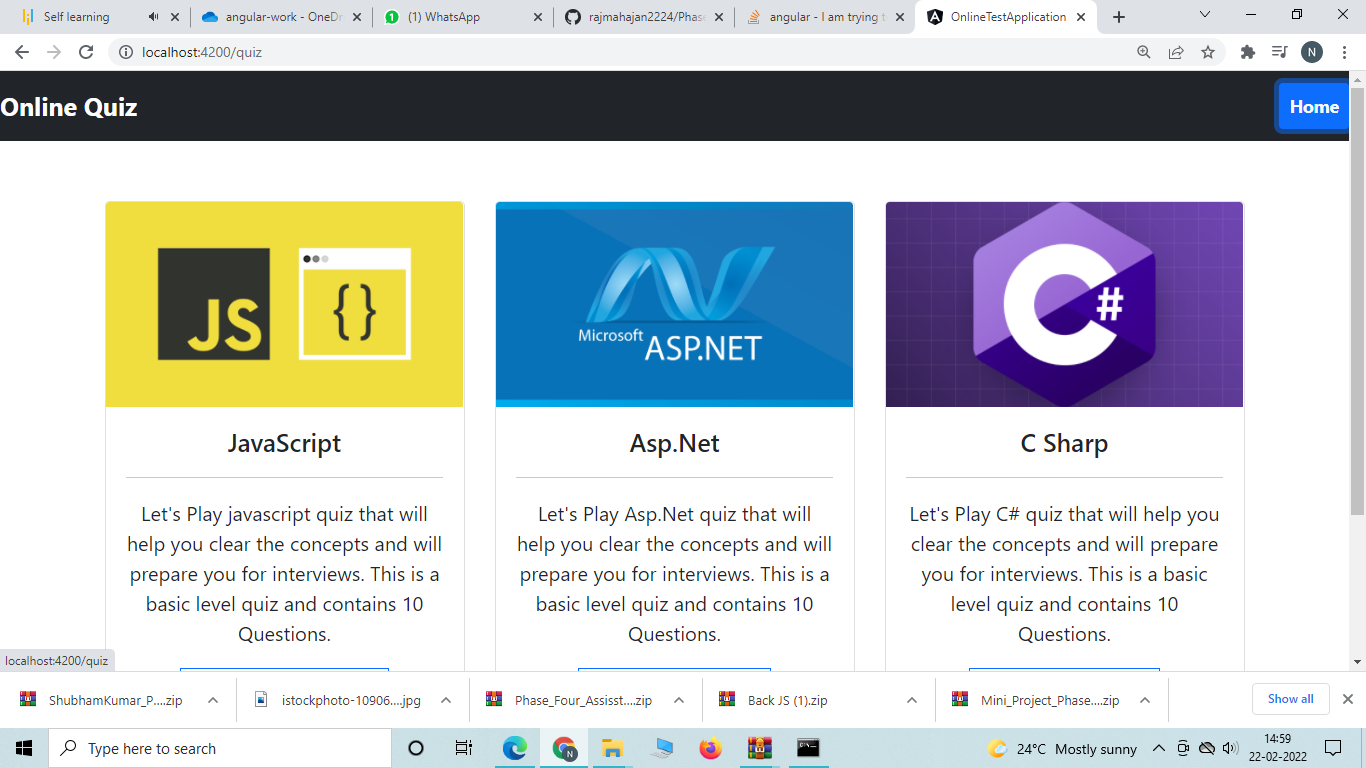 Self learning
angular-work - OneDr
(1) WhatsApp
rajmahajan2224/Phase
angular - I am trying t
OnlineTestApplication
localhost:4200/quiz
N
Online Quiz
Home
JS
{}
Microsoft
ASP.NET
C#
JavaScript
Asp.Net
C Sharp
Let's Play javascript quiz that will
help you clear the concepts and will
prepare you for interviews. This is a
basic level quiz and contains 10
Questions.
Let's Play Asp.Net quiz that will
help you clear the concepts and will
prepare you for interviews. This is a
basic level quiz and contains 10
Questions.
Let's Play C# quiz that will help you
clear the concepts and will prepare
you for interviews. This is a basic
level quiz and contains 10
Questions.
localhost:4200/quiz
ShubhamKumar_P....zip
istockphoto-10906....jpg
Phase_Four_Assisst....zip
Back JS (1).zip
Mini_Project_Phase....zip
Show all
Type here to search
N
24°C Mostly sunny
14:59
22-02-2022